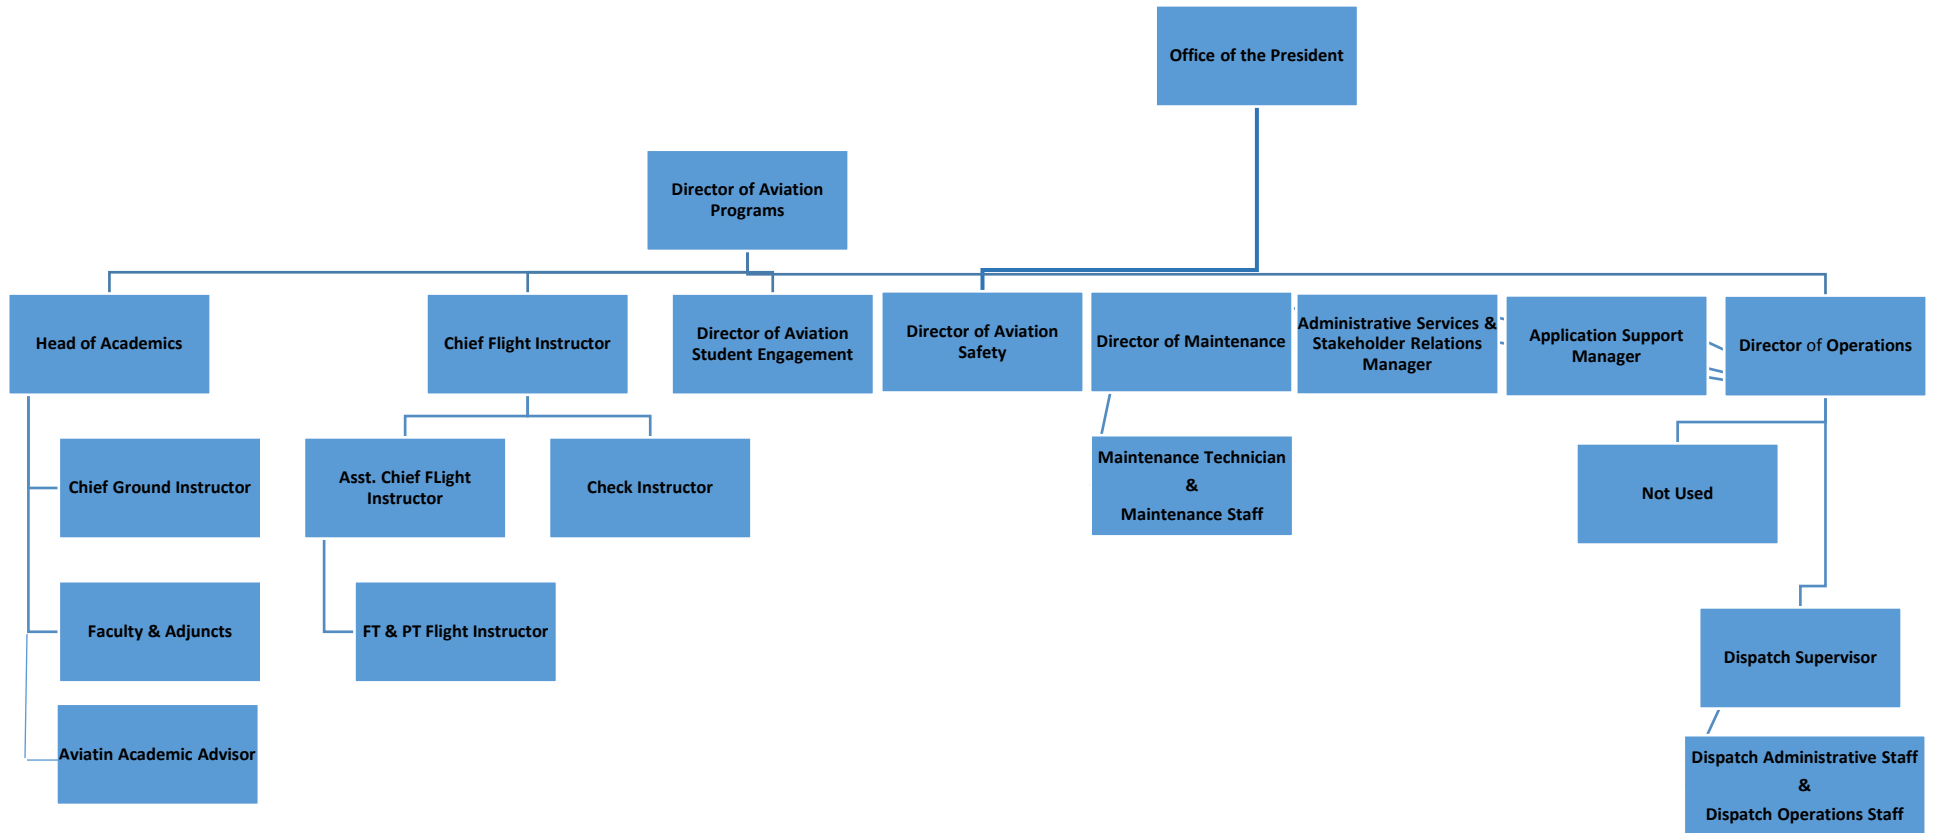 Office of the President
Director of Aviation
Programs
Head of Academics
Chief Flight Instructor
Director of Aviation
Student Engagement
Director of Aviation
Safety
Director of Maintenance
Administrative Services &
Stakeholder Relations
Manager
Application Support
Manager
Director of Operations
Chief Ground Instructor
Asst. Chief FLight
Instructor
Check Instructor
Maintenance Technician
&
Maintenance Staff
Not Used
Faculty & Adjuncts
FT & PT Flight Instructor
Dispatch Supervisor
Aviatin Academic Advisor
Dispatch Administrative Staff
&
Dispatch Operations Staff